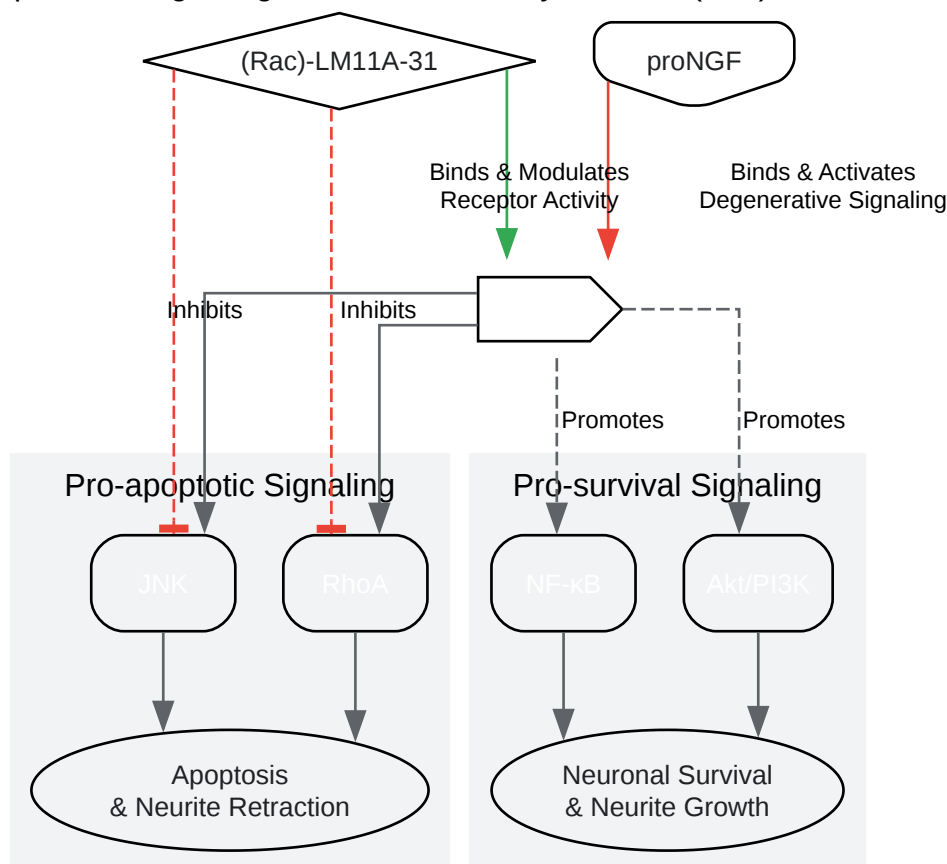 (Rac)-LM11A-31
proNGF
Binds & Modulates
Receptor Activity
Binds & Activates
Degenerative Signaling
Inhibits
Inhibits
Promotes
Promotes
Pro-apoptotic Signaling
Pro-survival Signaling
JNK
RhoA
NF-κB
Akt/PI3K
Apoptosis
& Neurite Retraction
Neuronal Survival
& Neurite Growth